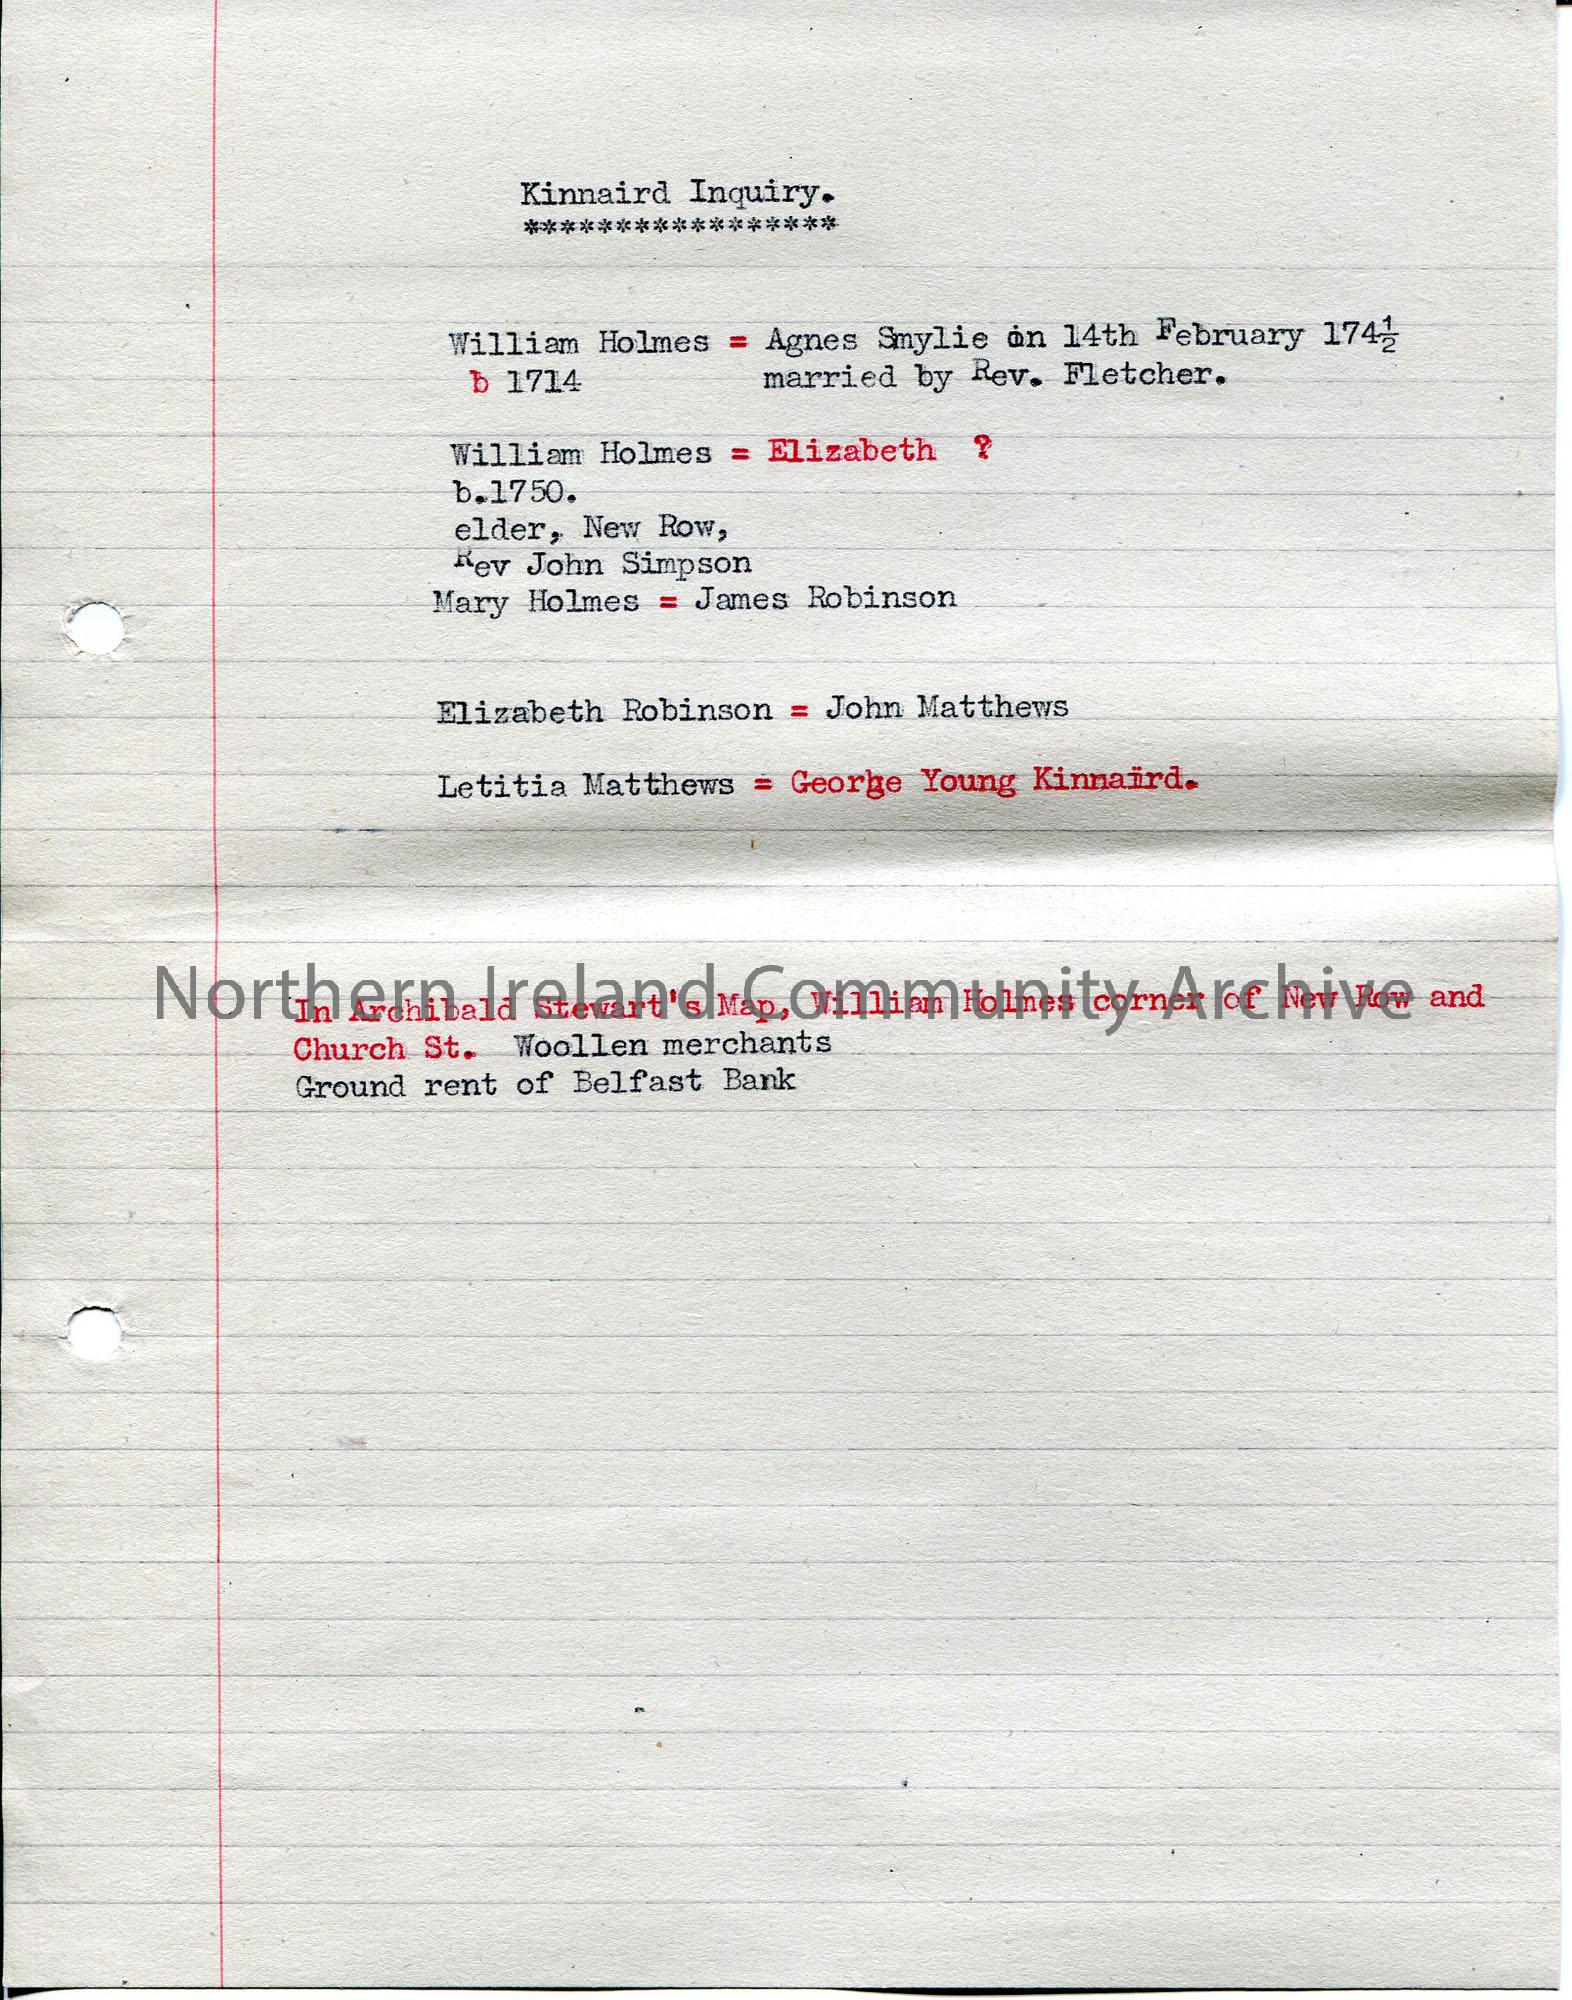 Kinnaird Inquiry.
*****************
William Holmes = Agnes Smylie on 14th February 174½
b 1714 married by Rev. Fletcher.
William Holmes = Elizabeth ?
b.1750.
elder, New Row,
Rev John Simpson
Mary Holmes = James Robinson
Elizabeth Robinson = John Matthews
Letitia Matthews = George Young Kinnaird.
Northern Ireland Community Archive
In Archibald Stewart's Map, Willian Holmes corner of New Row and
Church St. Woollen merchants
Ground rent of Belfast Bank